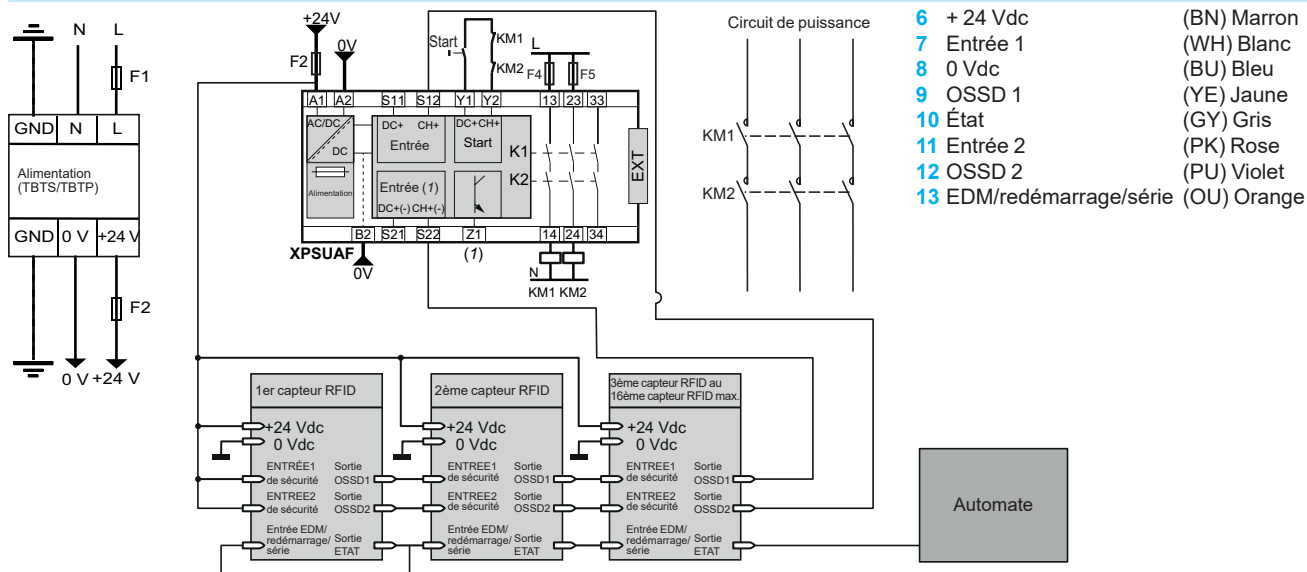 N L
F1
GND N L
Alimentation
(TBTS/TBTP)
GND 0 V +24 V
F2
0 V +24 V
+24V
F2
0V
Start
KM1
KM2
L
F4 F5
A1 A2 S11 S12 Y1 Y2 13 23 33
AC/DC
DC
Alimentation
DC+ CH+
Entrée
DC+CH+
Start
Entrée (1)
DC+(-) CH+(-)
K1
K2
EXT
B2 S21 S22 Z1 14 24 34
XPSUAF
0V
(1)
N
KM1 KM2
Circuit de puissance
KM1
KM2
6 + 24 Vdc (BN) Marron
7 Entrée 1 (WH) Blanc
8 0 Vdc (BU) Bleu
9 OSSD 1 (YE) Jaune
10 État (GY) Gris
11 Entrée 2 (PK) Rose
12 OSSD 2 (PU) Violet
13 EDM/redémarrage/série (OU) Orange
1er capteur RFID
+24 Vdc
0 Vdc
ENTRÉE1 Sortie
de sécurité OSSD1
ENTREE2 Sortie
de sécurité OSSD2
Entrée EDM/
redémarrage/ Sortie
série ETAT
2ème capteur RFID
+24 Vdc
0 Vdc
ENTREE1 Sortie
de sécurité OSSD1
ENTREE2 Sortie
de sécurité OSSD2
Entrée EDM/
redémarrage/ Sortie
série ETAT
3ème capteur RFID au
16ème capteur RFID max.
+24 Vdc
0 Vdc
ENTREE1 Sortie
de sécurité OSSD1
ENTREE2 Sortie
de sécurité OSSD2
Entrée EDM/
redémarrage/ Sortie
série ETAT
Automate